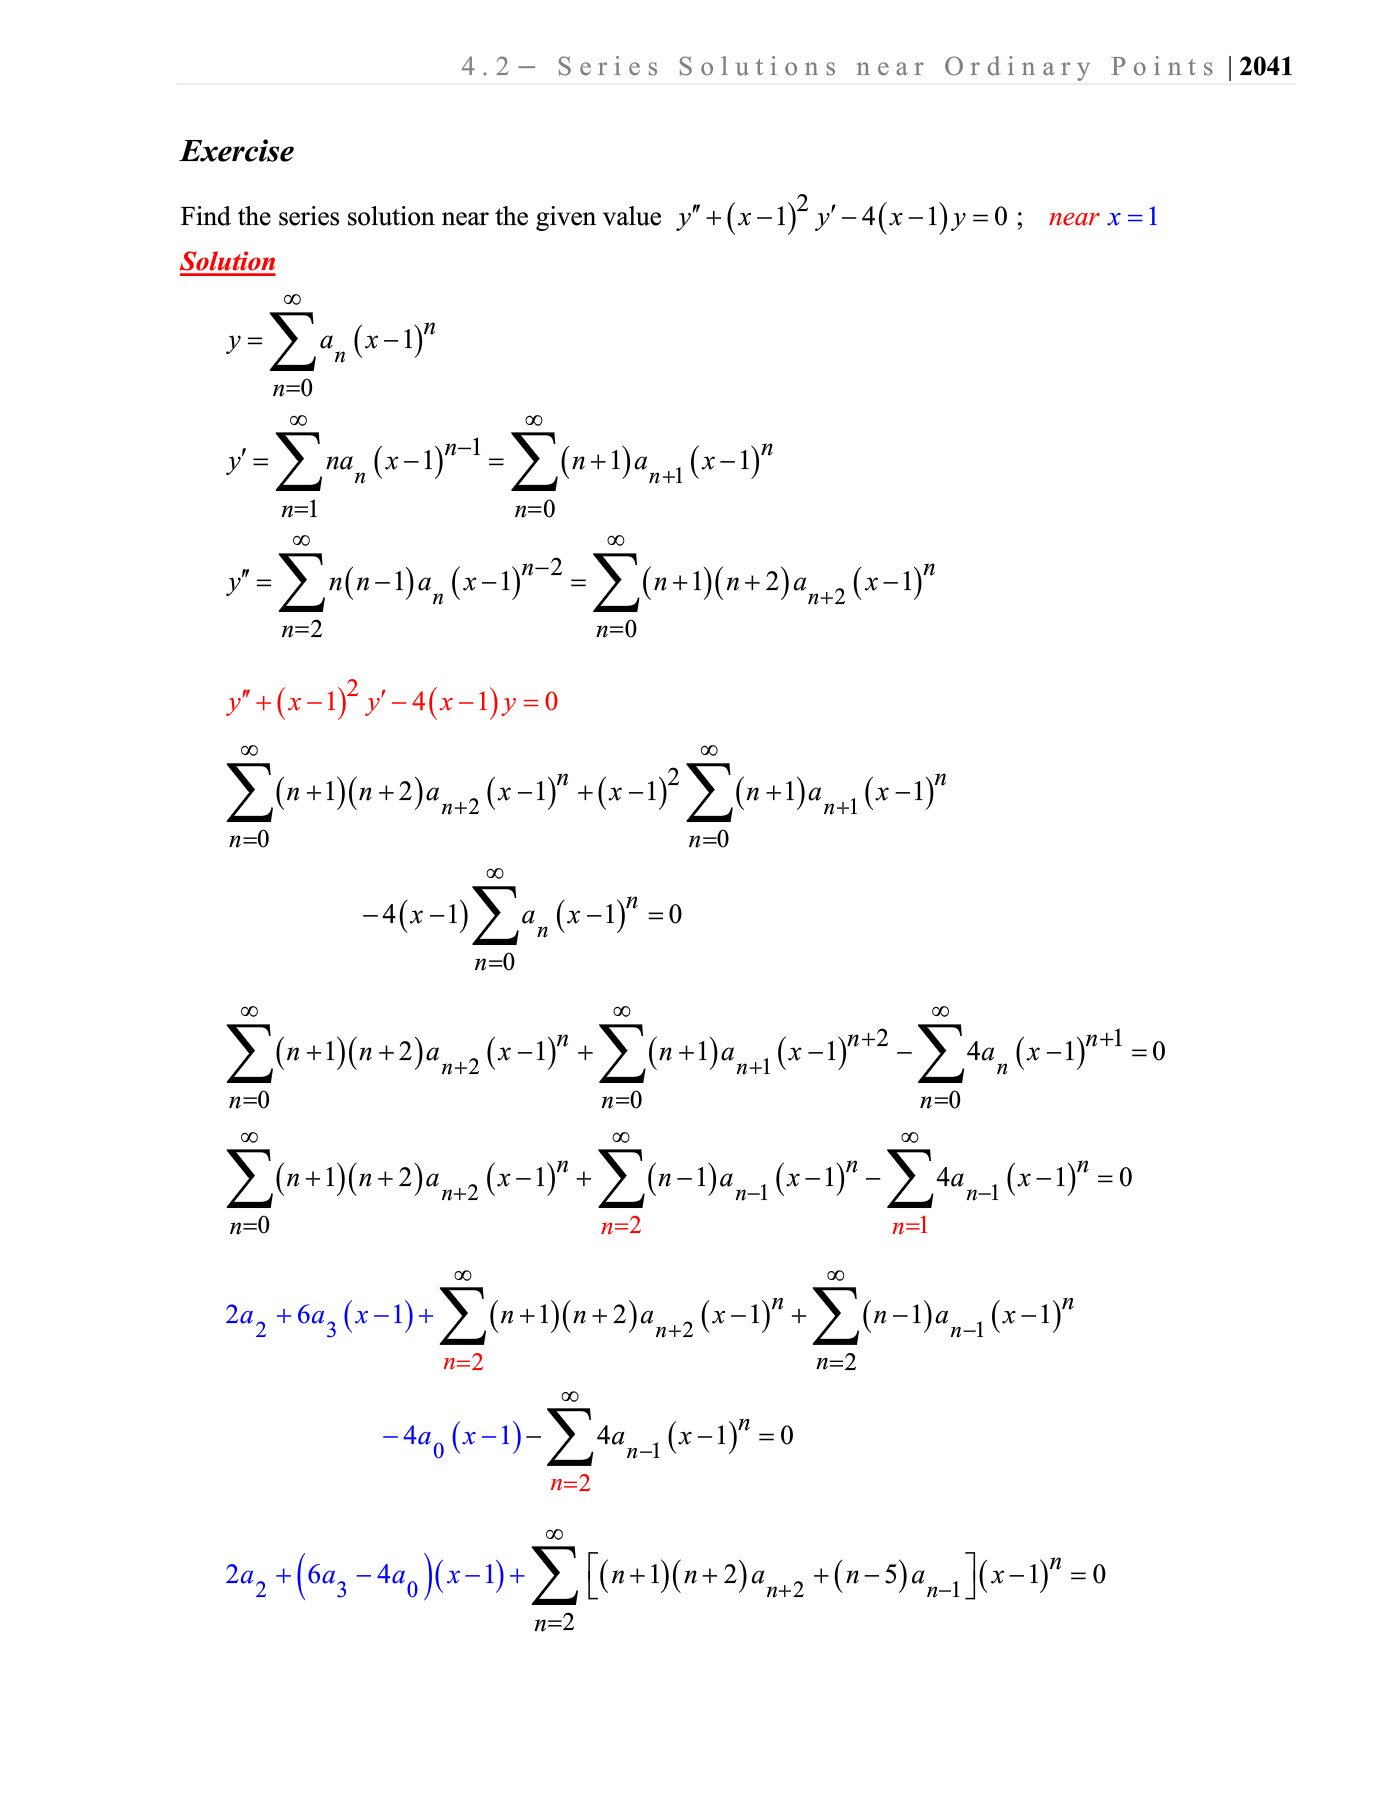 4.2 – Series Solutions near Ordinary Points | 2041
Exercise
Find the series solution near the given value $y'' + (x-1)^2 y' - 4(x-1)y = 0$ ; near $x = 1$
Solution
$y = \sum_{n=0}^{\infty} a_n (x-1)^n$
$y' = \sum_{n=1}^{\infty} n a_n (x-1)^{n-1} = \sum_{n=0}^{\infty} (n+1) a_{n+1} (x-1)^n$
$y'' = \sum_{n=2}^{\infty} n(n-1) a_n (x-1)^{n-2} = \sum_{n=0}^{\infty} (n+1)(n+2) a_{n+2} (x-1)^n$
$y'' + (x-1)^2 y' - 4(x-1)y = 0$
$\sum_{n=0}^{\infty} (n+1)(n+2) a_{n+2} (x-1)^n + (x-1)^2 \sum_{n=0}^{\infty} (n+1) a_{n+1} (x-1)^n$
$- 4(x-1) \sum_{n=0}^{\infty} a_n (x-1)^n = 0$
$\sum_{n=0}^{\infty} (n+1)(n+2) a_{n+2} (x-1)^n + \sum_{n=0}^{\infty} (n+1) a_{n+1} (x-1)^{n+2} - \sum_{n=0}^{\infty} 4a_n (x-1)^{n+1} = 0$
$\sum_{n=0}^{\infty} (n+1)(n+2) a_{n+2} (x-1)^n + \sum_{n=2}^{\infty} (n-1) a_{n-1} (x-1)^n - \sum_{n=1}^{\infty} 4a_{n-1} (x-1)^n = 0$
$2a_2 + 6a_3 (x-1) + \sum_{n=2}^{\infty} (n+1)(n+2) a_{n+2} (x-1)^n + \sum_{n=2}^{\infty} (n-1) a_{n-1} (x-1)^n$
$- 4a_0 (x-1) - \sum_{n=2}^{\infty} 4a_{n-1} (x-1)^n = 0$
$2a_2 + (6a_3 - 4a_0)(x-1) + \sum_{n=2}^{\infty} [(n+1)(n+2) a_{n+2} + (n-5) a_{n-1}] (x-1)^n = 0$